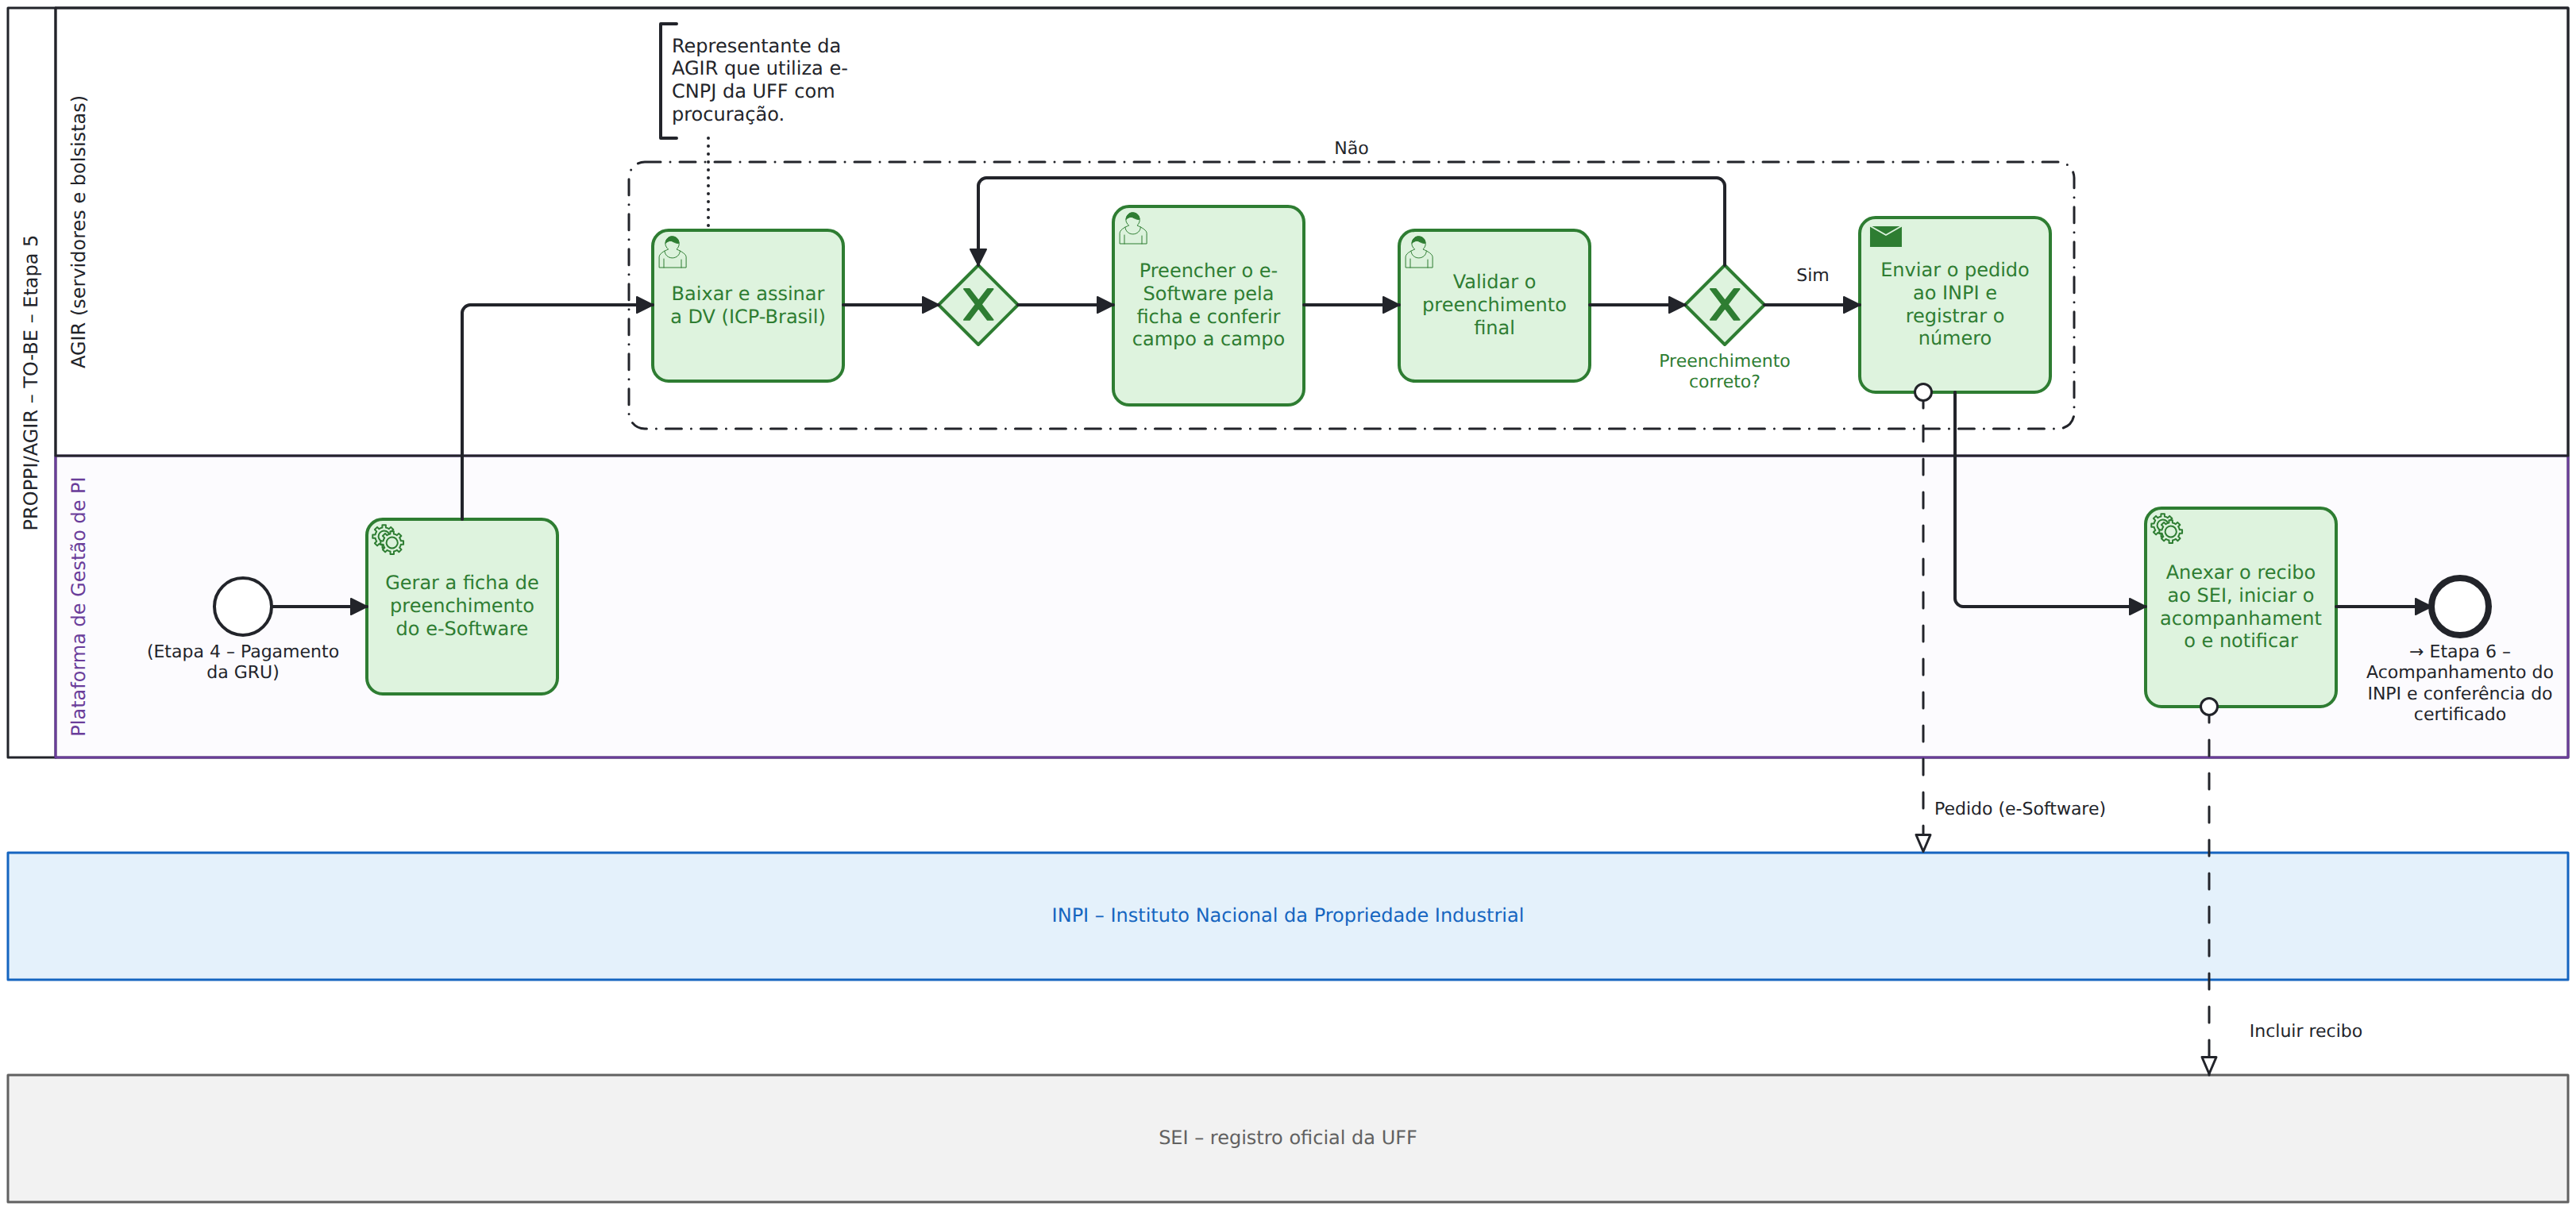 PROPPI/AGIR – TO-BE – Etapa 5
AGIR (servidores e bolsistas)
Representante da
AGIR que utiliza e-
CNPJ da UFF com
procuração.
Não
Baixar e assinar
a DV (ICP-Brasil)
Preencher o e-
Software pela
ficha e conferir
campo a campo
Validar o
preenchimento
final
Preenchimento
correto?
Sim
Enviar o pedido
ao INPI e
registrar o
número
Plataforma de Gestão de PI
(Etapa 4 – Pagamento
da GRU)
Gerar a ficha de
preenchimento
do e-Software
Anexar o recibo
ao SEI, iniciar o
acompanhament
o e notificar
→ Etapa 6 –
Acompanhamento do
INPI e conferência do
certificado
Pedido (e-Software)
INPI – Instituto Nacional da Propriedade Industrial
Incluir recibo
SEI – registro oficial da UFF